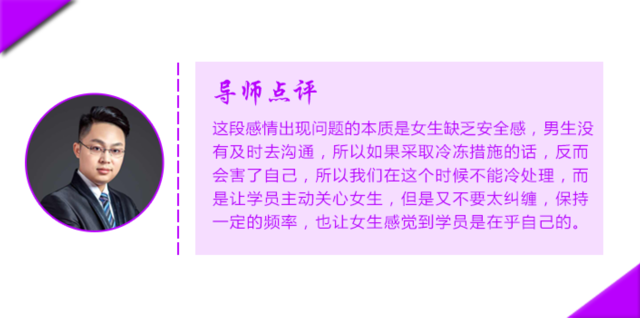 导师点评
这段感情出现问题的本质是女生缺乏安全感，男生没
有及时去沟通，所以如果采取冷冻措施的话，反而
会害了自己，所以我们在这个时候不能冷处理，而
是让学员主动关心女生，但是又不要太纠缠，保持
一定的频率，也让女生感觉到学员是在乎自己的。